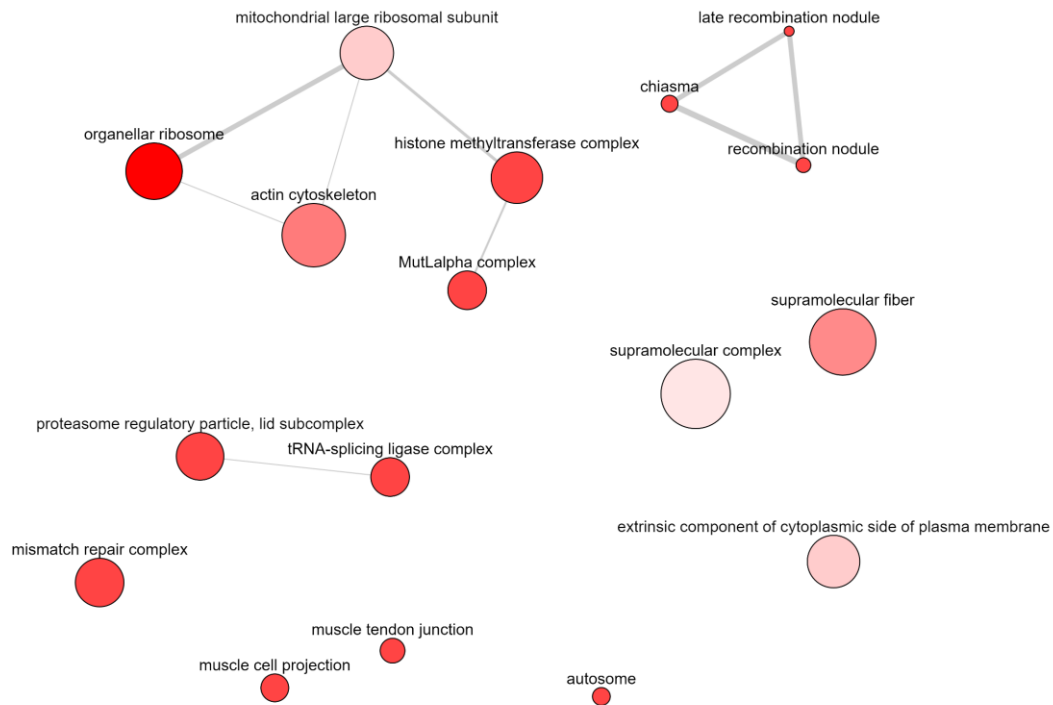 mitochondrial large ribosomal subunit
late recombination nodule
chiasma
organellar ribosome
histone methyltransferase complex
recombination nodule
actin cytoskeleton
MutLalpha complex
supramolecular fiber
supramolecular complex
proteasome regulatory particle, lid subcomplex
tRNA-splicing ligase complex
extrinsic component of cytoplasmic side of plasma membrane
mismatch repair complex
muscle tendon junction
muscle cell projection
autosome